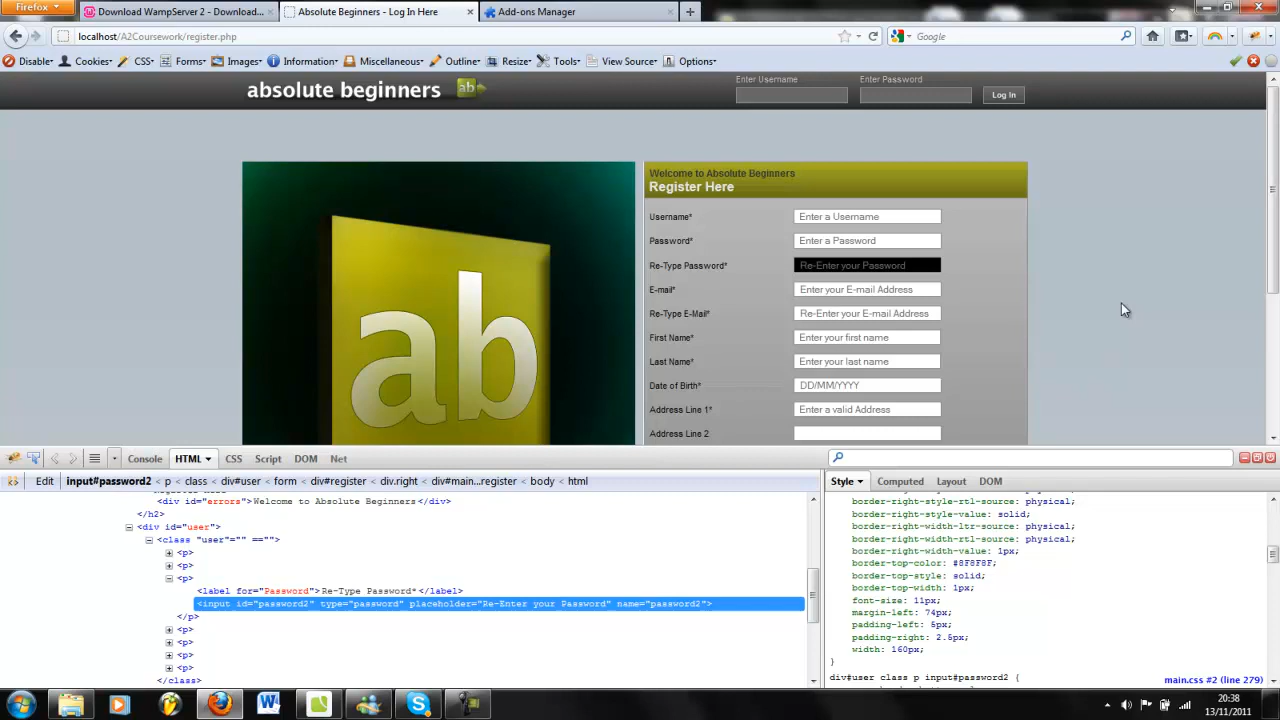 Firefox
Download WampServer 2 - Download...
Absolute Beginners - Log In Here
Add-ons Manager
localhost/A2Coursework/register.php
Google
Disable
Cookies
CSS
Forms
Images
Information
Miscellaneous
Outline
Resize
Tools
View Source
Options
absolute beginners
ab
Enter Username
Enter Password
Log In
ab
Welcome to Absolute Beginners
Register Here
Username*
Enter a Username
Password*
Enter a Password
Re-Type Password*
Re-Enter your Password
E-mail*
Enter your E-mail Address
Re-Type E-Mail*
Re-Enter your E-mail Address
First Name*
Enter your first name
Last Name*
Enter your last name
Date of Birth*
DD/MM/YYYY
Address Line 1*
Enter a valid Address
Address Line 2
Console
HTML
CSS
Script
DOM
Net
Edit
input#password2 < p < class < div#user < form < div#register < div.right < div#main...register < body < html
Style
Computed
Layout
DOM
<div id="errors">Welcome to Absolute Beginners</div>
</h2>
<div id="user">
<class "user"="" =="">
<p>
<p>
<p>
<label for="Password">Re-Type Password*</label>
<input id="password2" type="password" placeholder="Re-Enter your Password" name="password2">
</p>
<p>
<p>
<p>
<p>
</class>
border-right-style-rtl-source: physical;
border-right-style-value: solid;
border-right-width-ltr-source: physical;
border-right-width-rtl-source: physical;
border-right-width-value: 1px;
border-top-color: #8F8F8F;
border-top-style: solid;
border-top-width: 1px;
font-size: 11px;
margin-left: 74px;
padding-left: 5px;
padding-right: 2.5px;
width: 160px;
}
div#user class p input#password2 {
main.css #2 (line 279)
20:38
13/11/2011